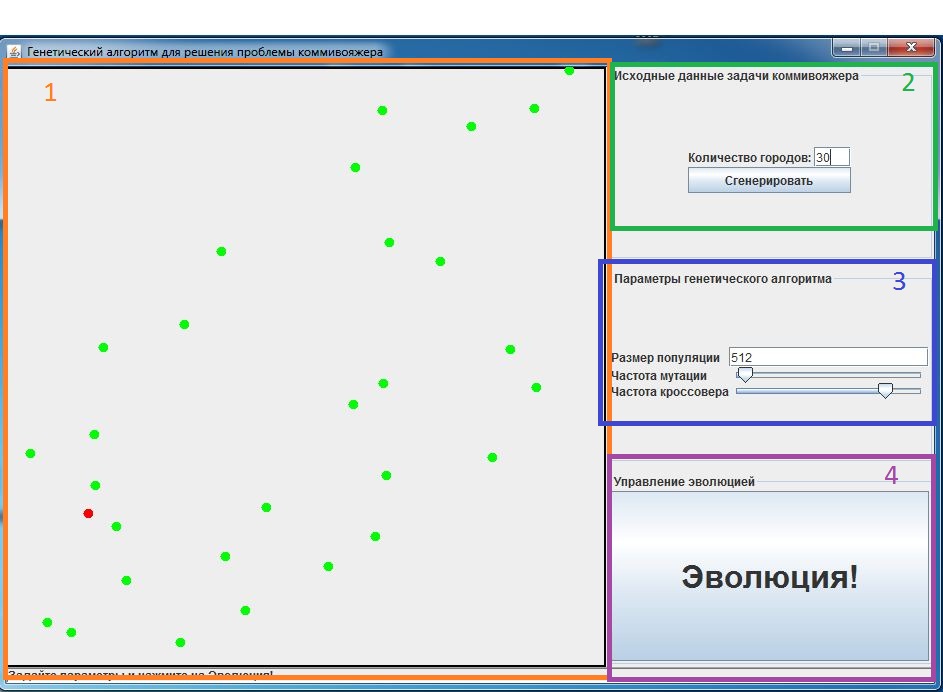 Генетический алгоритм для решения проблемы коммивояжера
1
Исходные данные задачи коммивояжера
2
Количество городов: 30
Сгенерировать
Параметры генетического алгоритма
3
Размер популяции 512
Частота мутации
Частота кроссовера
Управление эволюцией
4
Эволюция!
Задайте параметры и нажмите на Эволюция!